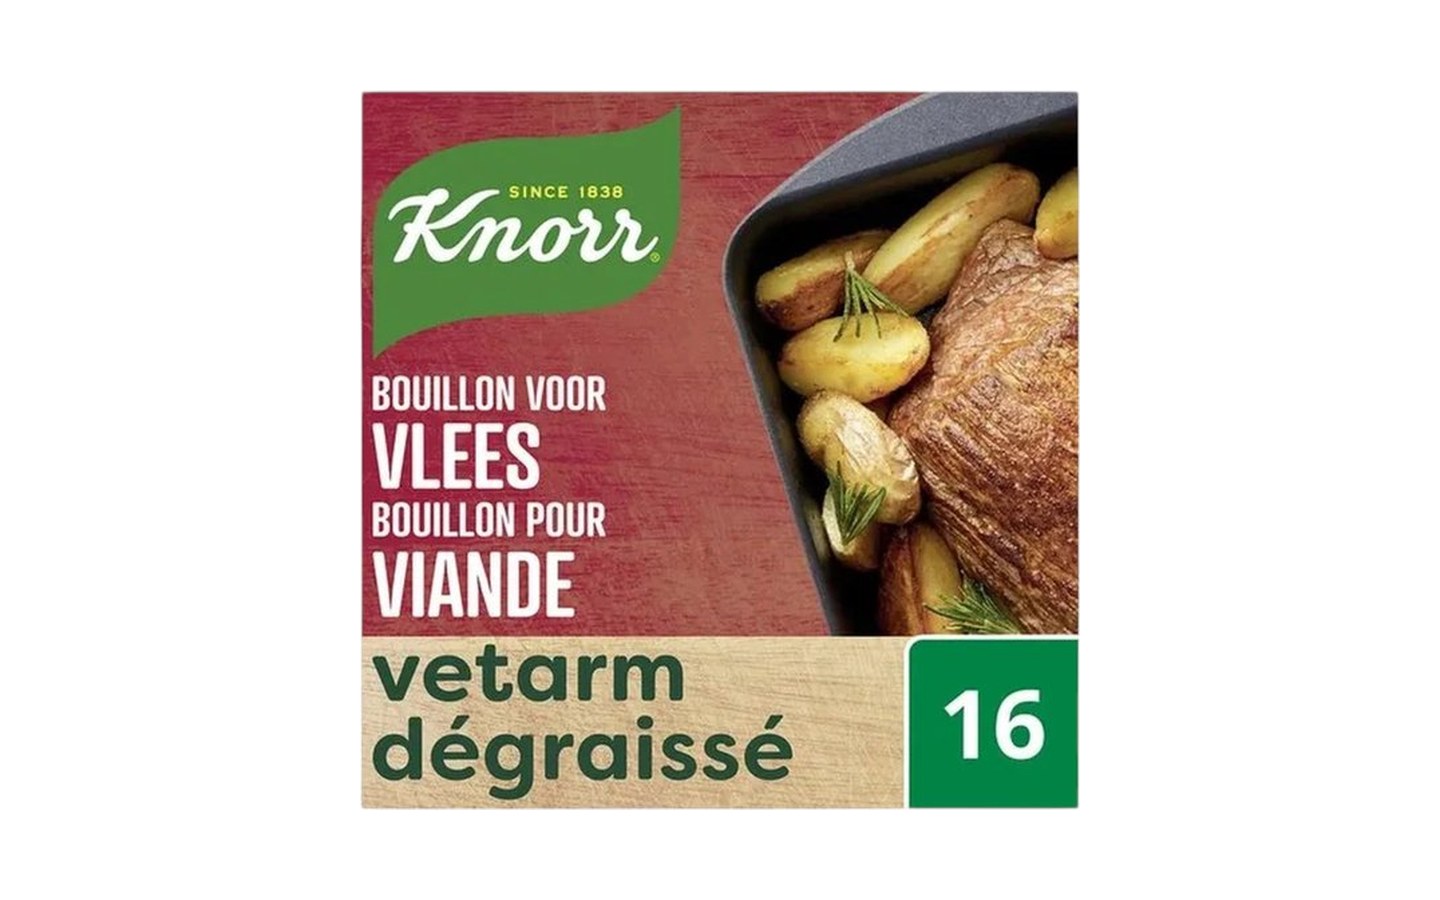 SINCE 1838
Knorr®
BOUILLON VOOR
VLEES
BOUILLON POUR
VIANDE
vetarm
dégraissé
16